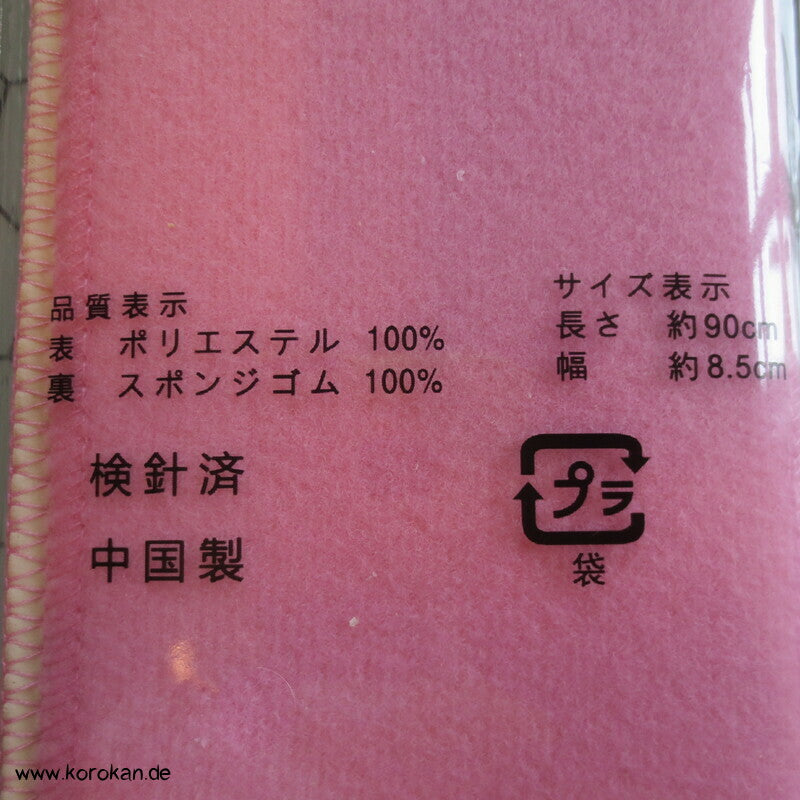 品質表示
表 ポリエステル 100%
裏 スポンジゴム 100%
サイズ表示
長さ 約90cm
幅 約8.5cm
検針済
中国製
プラ
袋
www.korokan.de